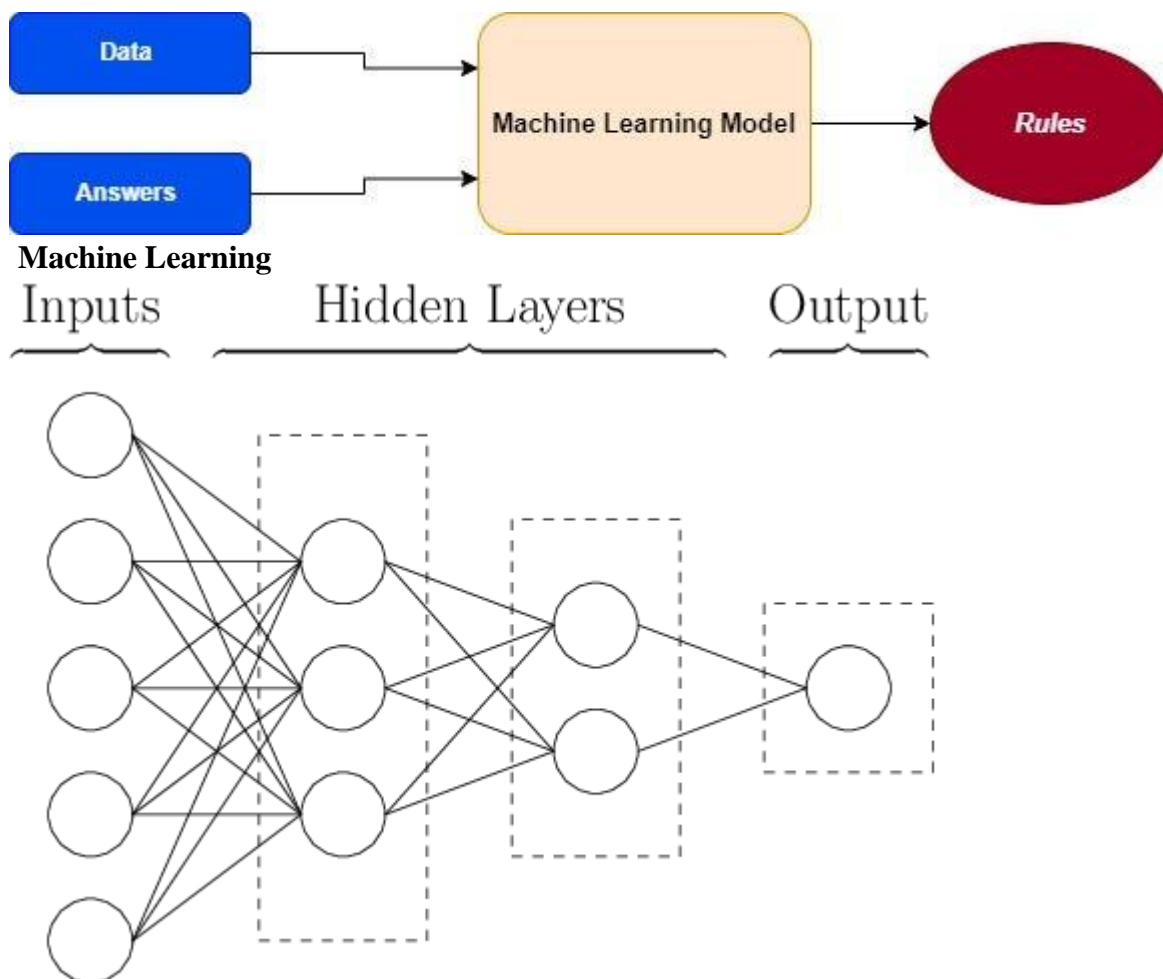 Data
Answers
Machine Learning Model
Rules
Machine Learning
Inputs Hidden Layers Output